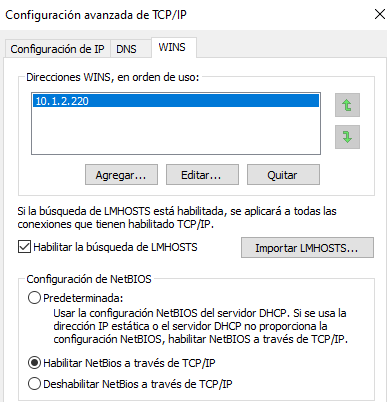 Configuración avanzada de TCP/IP
Configuración de IP
DNS
WINS
Direcciones WINS, en orden de uso:
10.1.2.220
Agregar...
Editar...
Quitar
Si la búsqueda de LMHOSTS está habilitada, se aplicará a todas las
conexiones que tienen habilitado TCP/IP.
Habilitar la búsqueda de LMHOSTS
Importar LMHOSTS...
Configuración de NetBIOS
Predeterminada:
Usar la configuración NetBIOS del servidor DHCP. Si se usa la
dirección IP estática o el servidor DHCP no proporciona la
configuración NetBIOS, habilitar NetBIOS a través de TCP/IP.
Habilitar NetBios a través de TCP/IP
Deshabilitar NetBios a través de TCP/IP